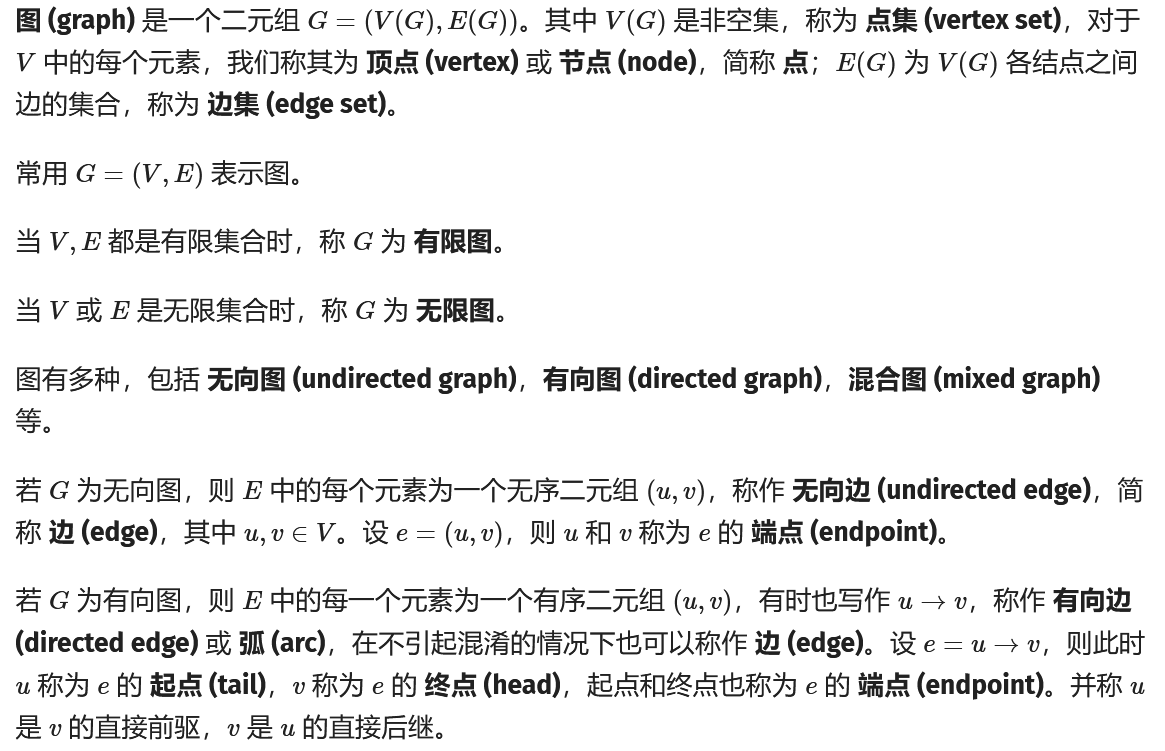 图 (graph) 是一个二元组 G = (V(G), E(G))。其中 V(G) 是非空集，称为 点集 (vertex set)，对于
V 中的每个元素，我们称其为 顶点 (vertex) 或 节点 (node)，简称 点；E(G) 为 V(G) 各结点之间
边的集合，称为 边集 (edge set)。
常用 G = (V, E) 表示图。
当 V, E 都是有限集合时，称 G 为 有限图。
当 V 或 E 是无限集合时，称 G 为 无限图。
图有多种，包括 无向图 (undirected graph)，有向图 (directed graph)，混合图 (mixed graph)
等。
若 G 为无向图，则 E 中的每个元素为一个无序二元组 (u, v)，称作 无向边 (undirected edge)，简
称 边 (edge)，其中 u, v ∈ V。设 e = (u, v)，则 u 和 v 称为 e 的 端点 (endpoint)。
若 G 为有向图，则 E 中的每一个元素为一个有序二元组 (u, v)，有时也写作 u → v，称作 有向边
(directed edge) 或 弧 (arc)，在不引起混淆的情况下也可以称作 边 (edge)。设 e = u → v，则此时
u 称为 e 的 起点 (tail)，v 称为 e 的 终点 (head)，起点和终点也称为 e 的 端点 (endpoint)。并称 u
是 v 的直接前驱，v 是 u 的直接后继。